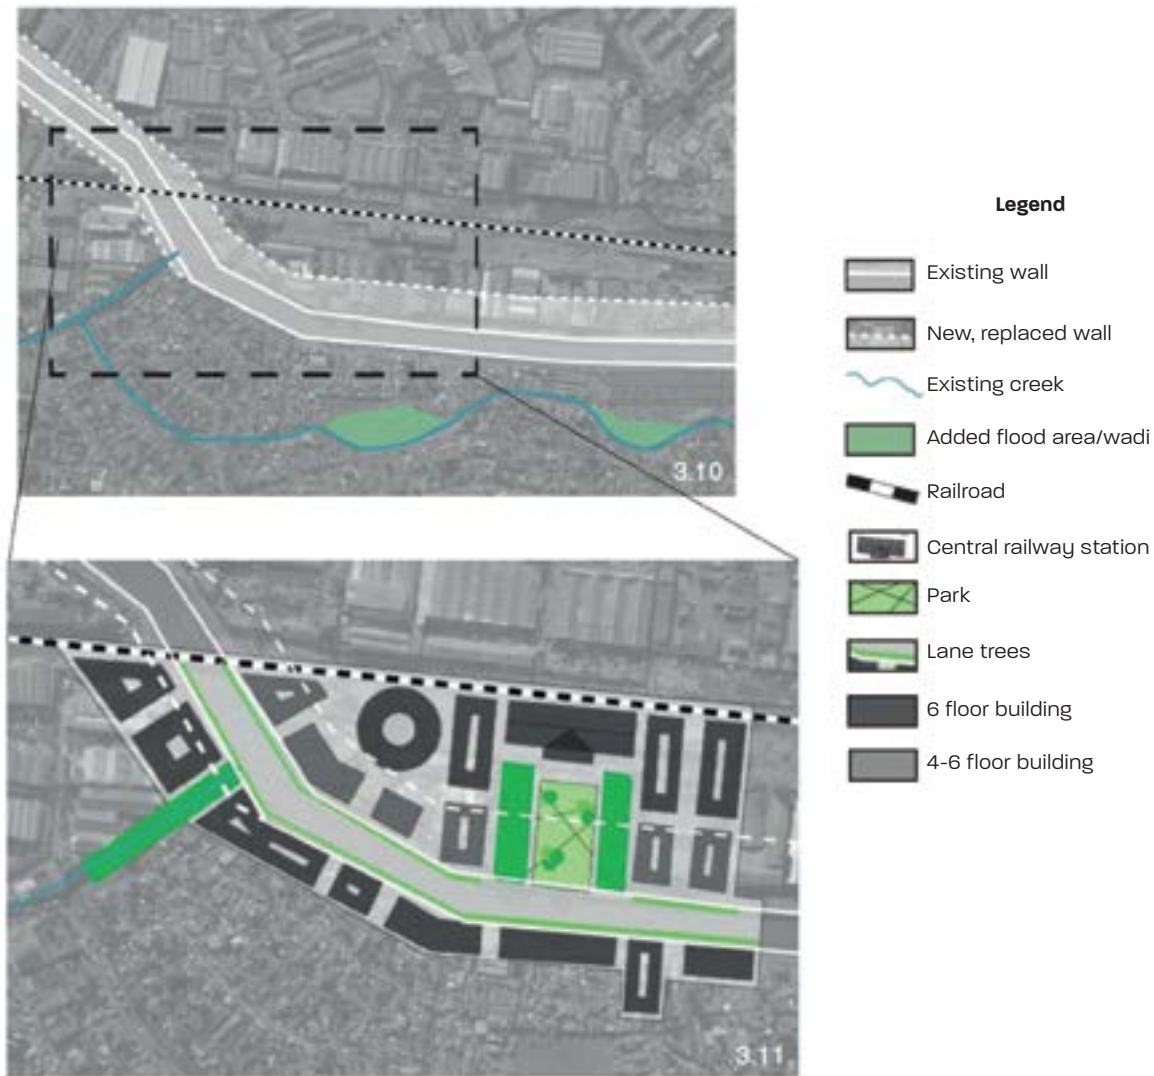 3.10
3.11
Legend
Existing wall
New, replaced wall
Existing creek
Added flood area/wadi
Railroad
Central railway station
Park
Lane trees
6 floor building
4-6 floor building